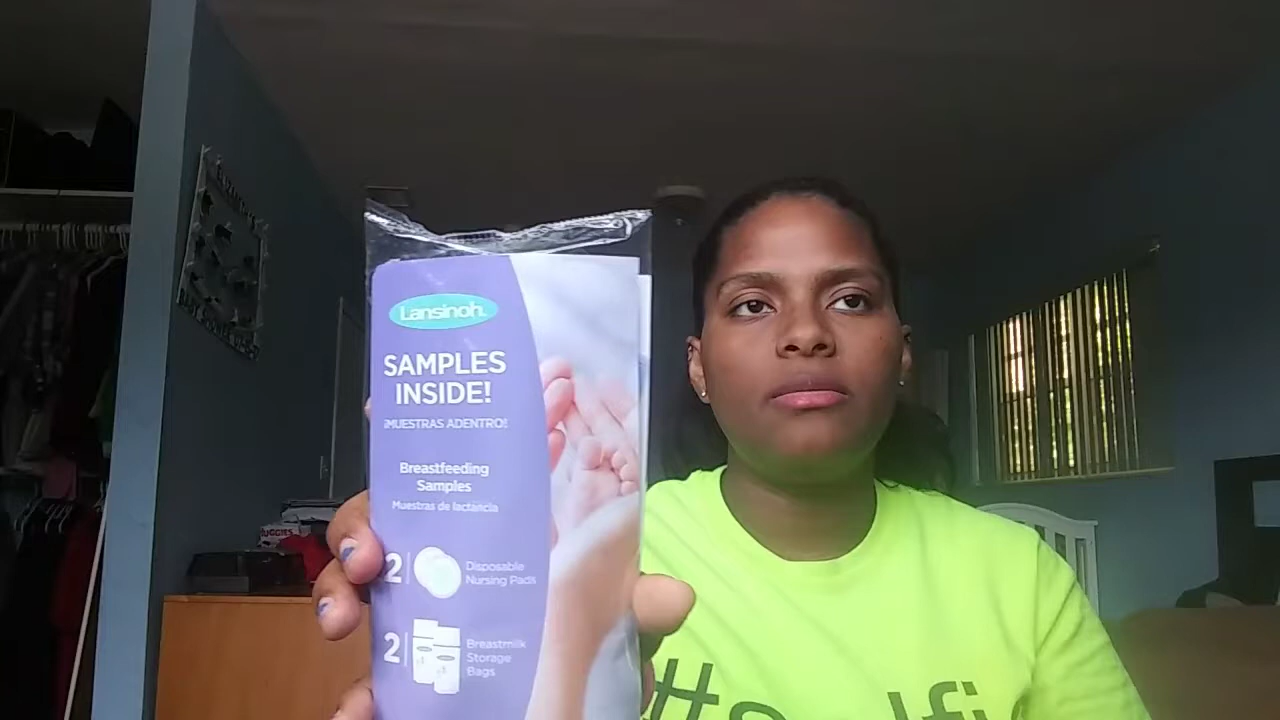 Lansinoh.
SAMPLES
INSIDE!
¡MUESTRAS ADENTRO!
Breastfeeding
Samples
Muestras de lactancia
2
Disposable
Nursing Pads
2
Breastmilk
Storage
Bags